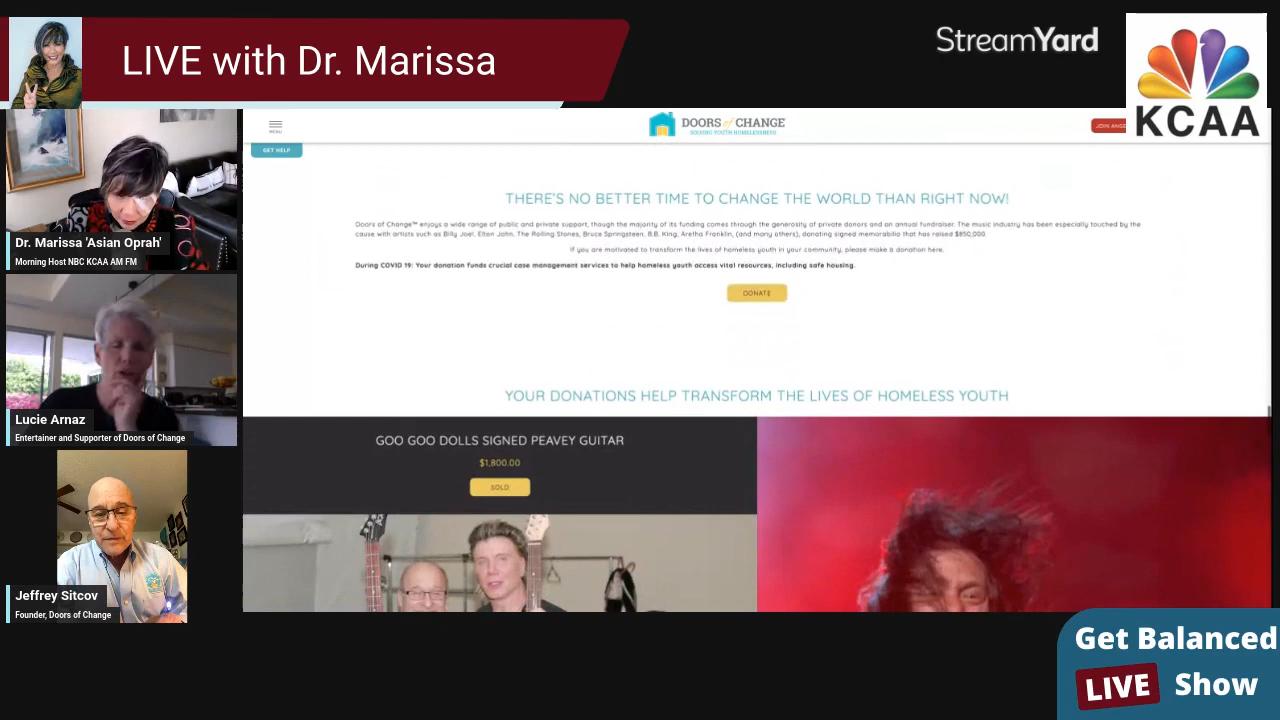 LIVE with Dr. Marissa
StreamYard
KCAA
MENU
DOORS of CHANGE
SOLVING YOUTH HOMELESSNESS
JOIN ANGE
GET HELP
THERE'S NO BETTER TIME TO CHANGE THE WORLD THAN RIGHT NOW!
Doors of Change™ enjoys a wide range of public and private support, though the majority of its funding comes through the generosity of private donors and an annual fundraiser. The music industry has been especially touched by the
cause with artists such as Billy Joel, Elton John, The Rolling Stones, Bruce Springsteen, B.B. King, Aretha Franklin, (and many others), donating signed memorabilia that has raised $850,000.
If you are motivated to transform the lives of homeless youth in your community, please make a donation here.
During COVID 19: Your donation funds crucial case management services to help homeless youth access vital resources, including safe housing.
DONATE
YOUR DONATIONS HELP TRANSFORM THE LIVES OF HOMELESS YOUTH
GOO GOO DOLLS SIGNED PEAVEY GUITAR
$1,800.00
SOLD
Dr. Marissa 'Asian Oprah'
Morning Host NBC KCAA AM FM
Lucie Arnaz
Entertainer and Supporter of Doors of Change
Jeffrey Sitcov
Founder, Doors of Change
Get Balanced
LIVE Show